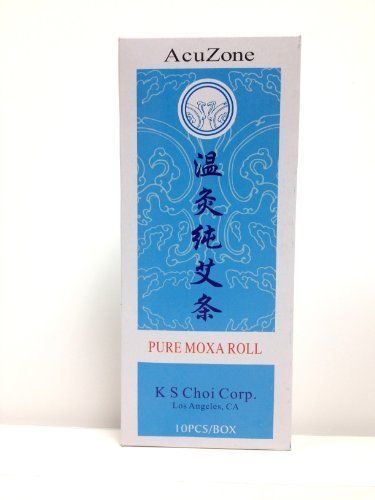 AcuZone
温灸纯艾条
PURE MOXA ROLL
K S Choi Corp.
Los Angeles, CA
10PCS/BOX